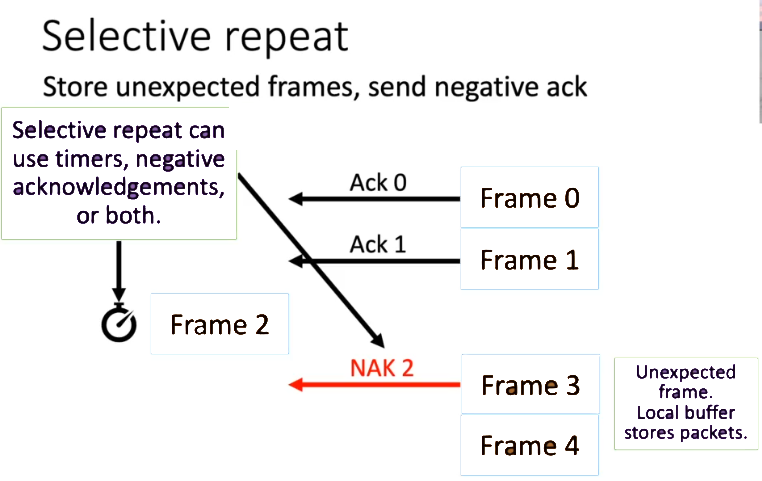 Selective repeat
Store unexpected frames, send negative ack
Selective repeat can
use timers, negative
acknowledgements,
or both.
Ack 0
Frame 0
Ack 1
Frame 1
Frame 2
NAK 2
Frame 3
Unexpected
frame.
Local buffer
stores packets.
Frame 4